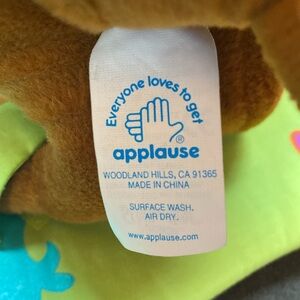 Everyone loves to get
®
applause
WOODLAND HILLS, CA 91365
MADE IN CHINA
SURFACE WASH.
AIR DRY.
www.applause.com